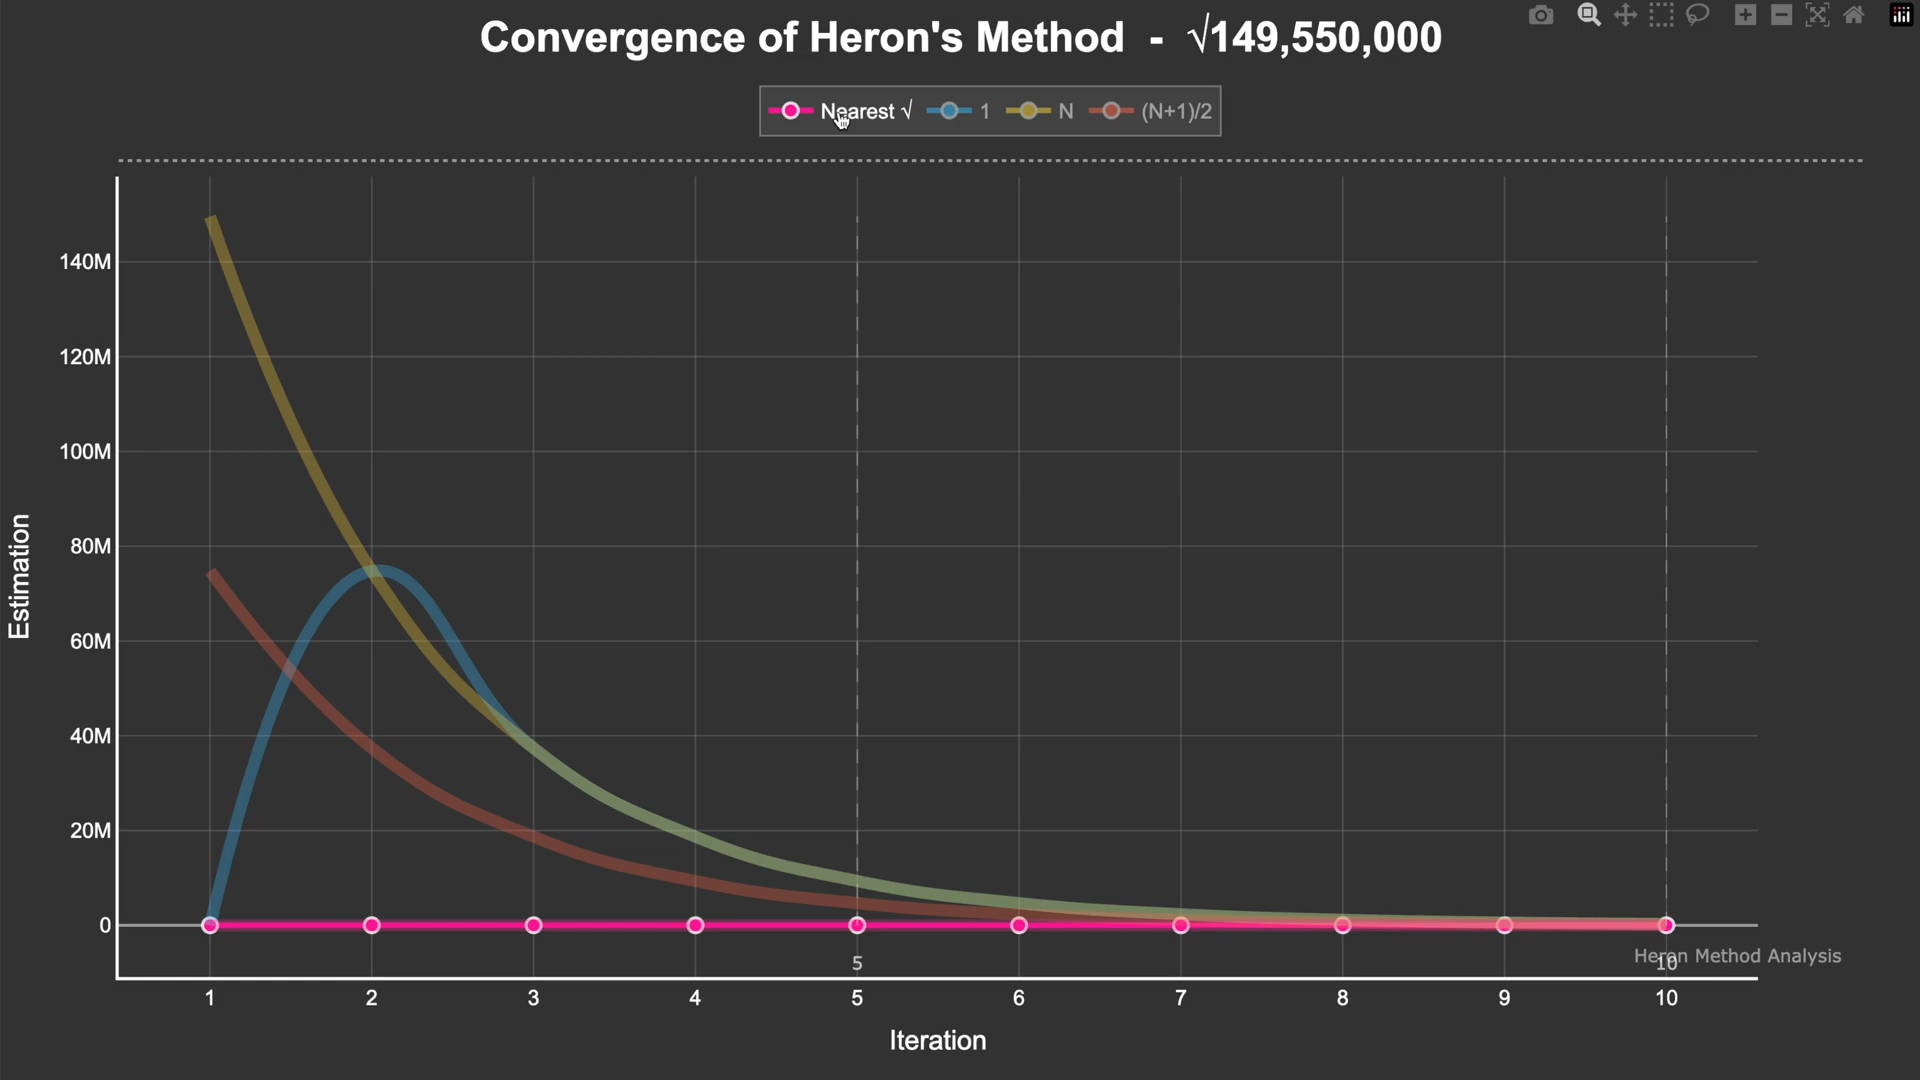 Convergence of Heron's Method - √149,550,000
Nearest √ 1 N (N+1)/2
140M
120M
100M
80M
60M
40M
20M
0
Estimation
5 10
Heron Method Analysis
1 2 3 4 5 6 7 8 9 10
Iteration